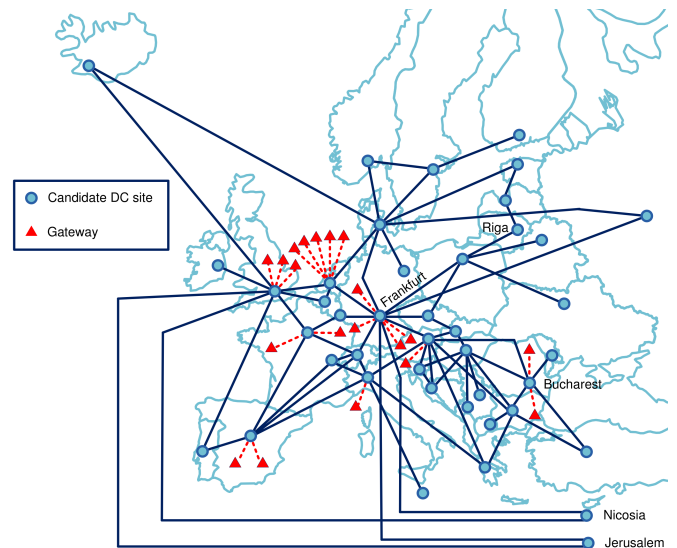 Candidate DC site
Gateway
Riga
Frankfurt
Bucharest
Nicosia
Jerusalem